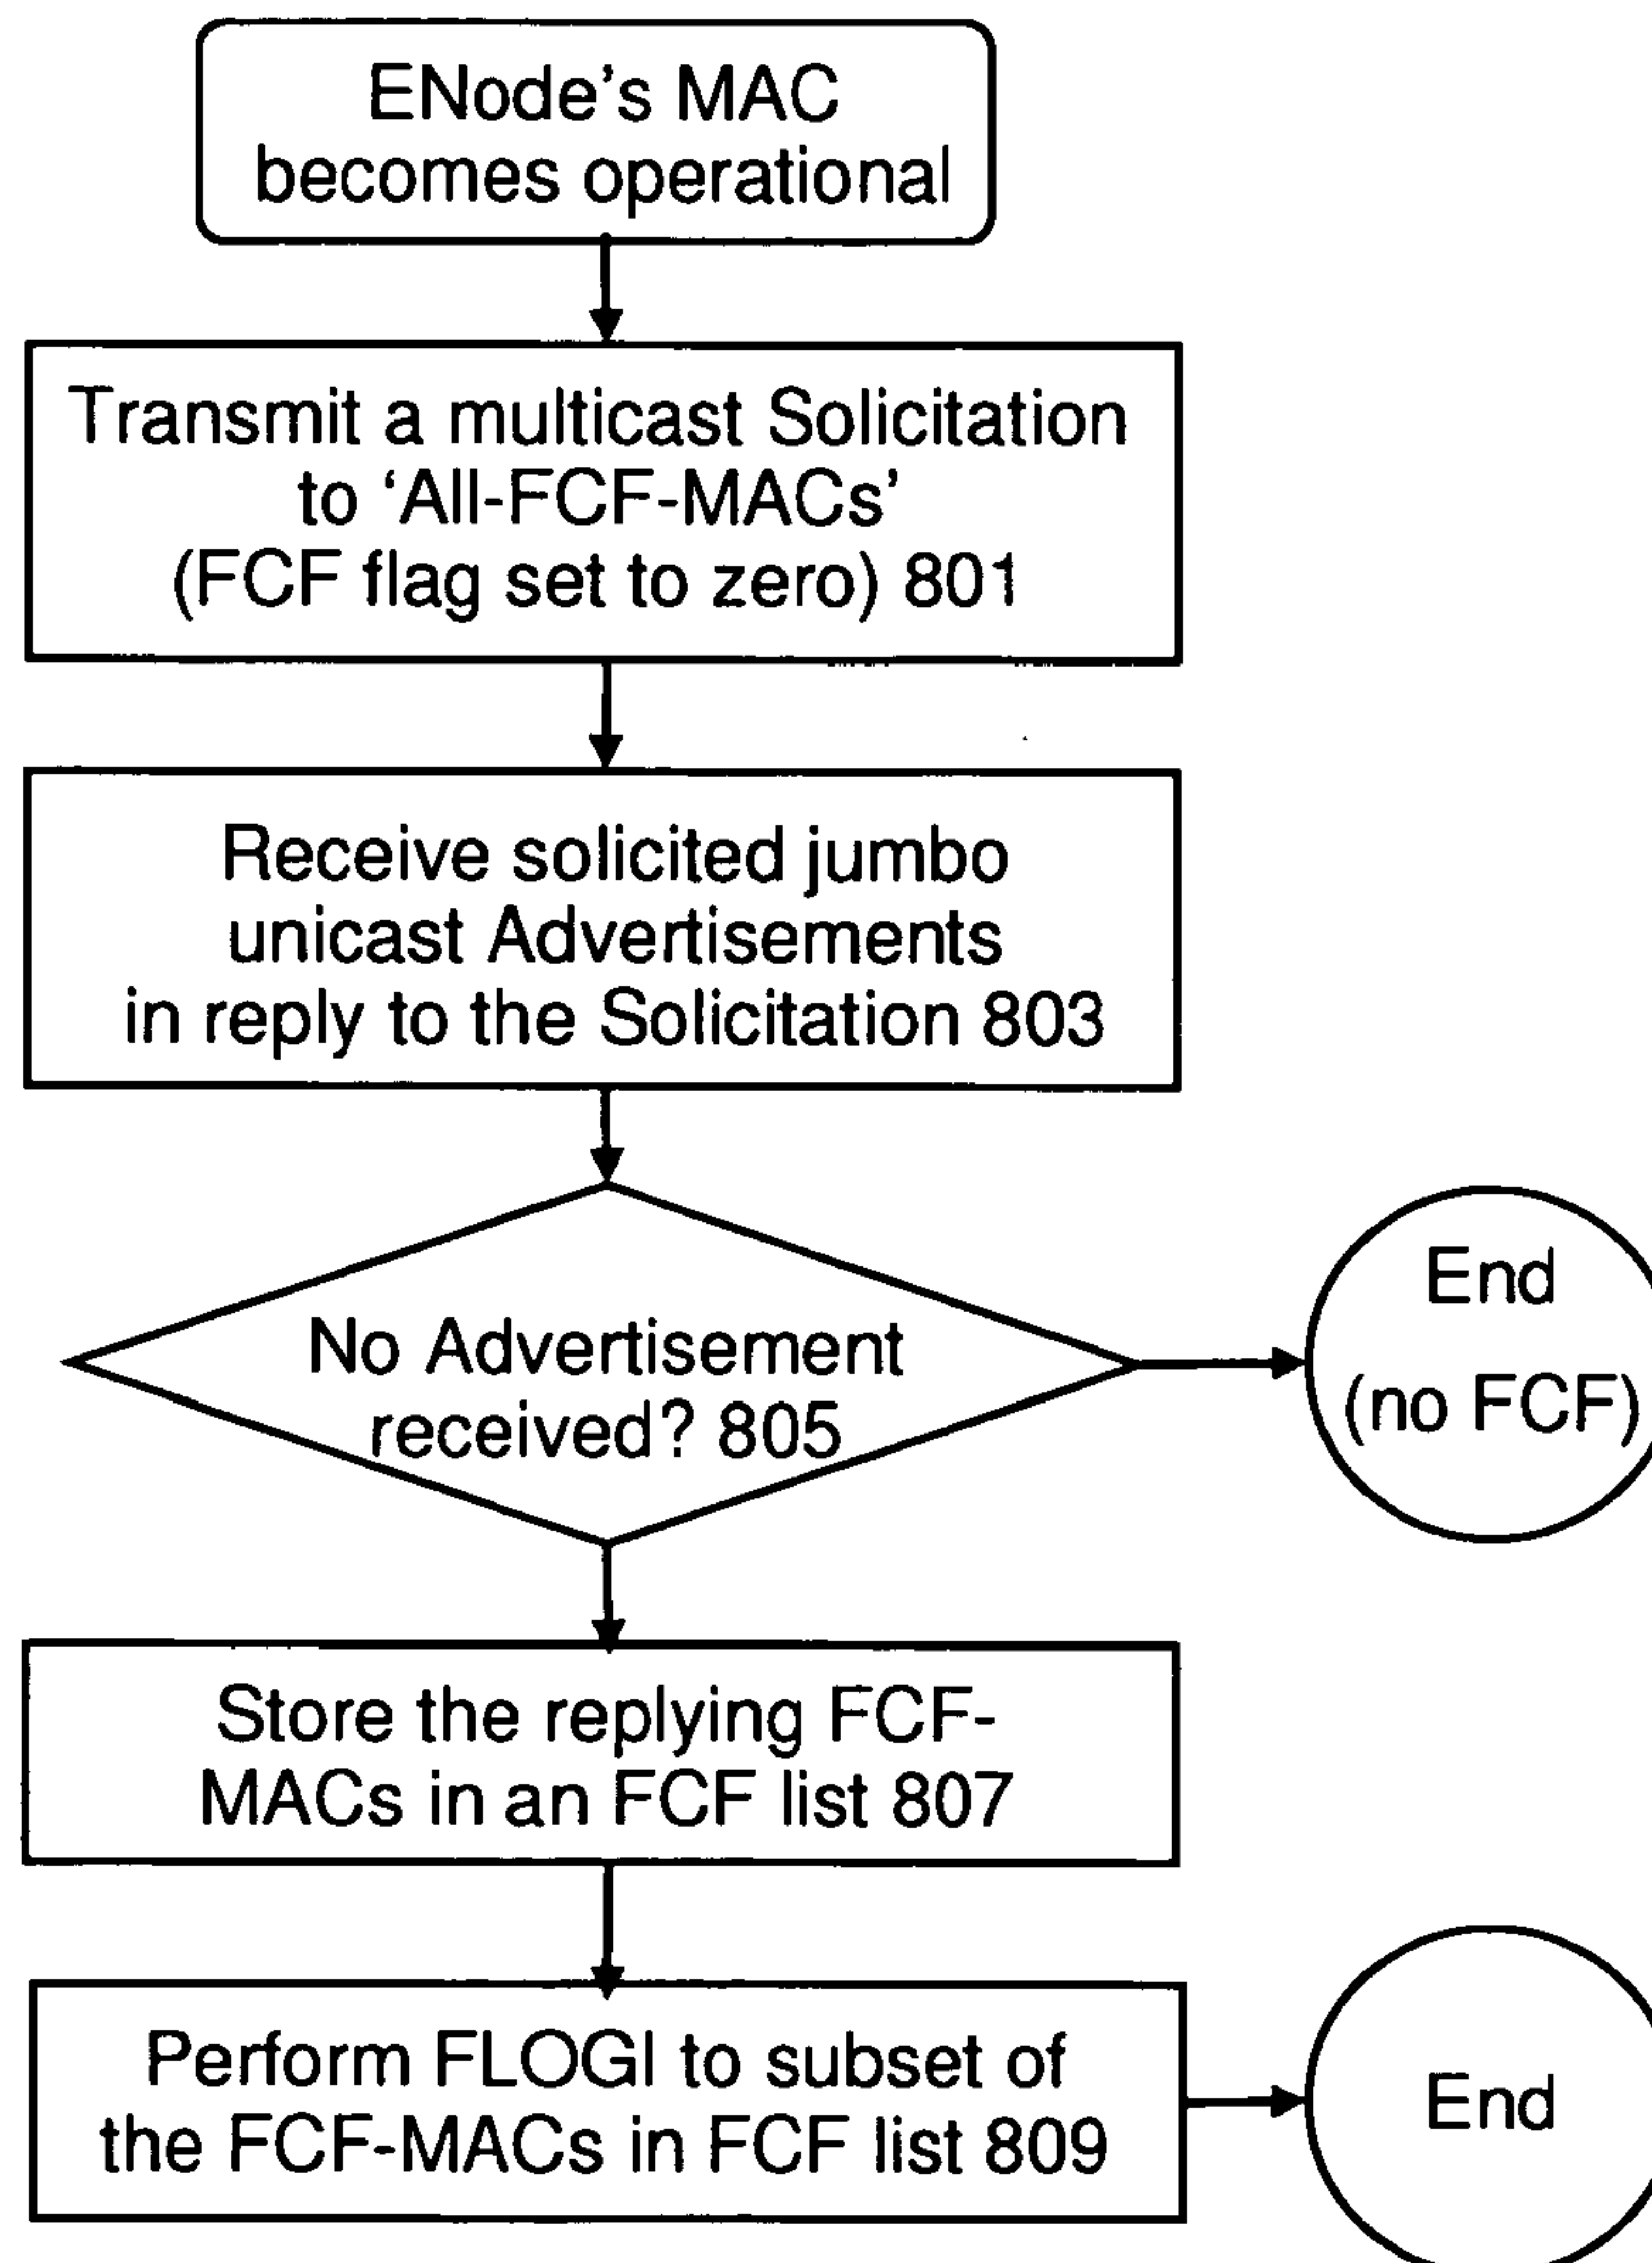 ENode's MAC
becomes operational
Transmit a multicast Solicitation
to ‘All-FCF-MACs’
(FCF flag set to zero) 801
Receive solicited jumbo
unicast Advertisements
in reply to the Solicitation 803
No Advertisement
received? 805
End
(no FCF)
Store the replying FCF-
MACs in an FCF list 807
Perform FLOGI to subset of
the FCF-MACs in FCF list 809
End